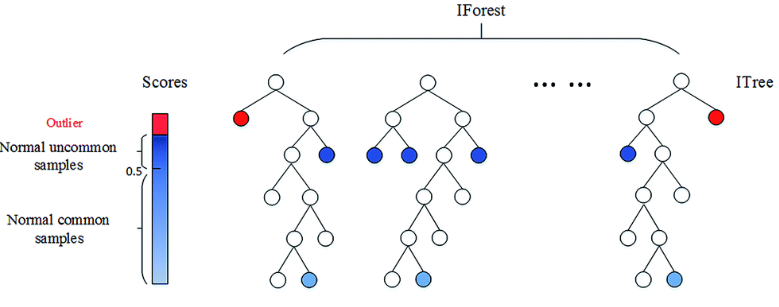 IForest
Scores
... ...
ITree
Outlier
Normal uncommon
samples
0.5
Normal common
samples